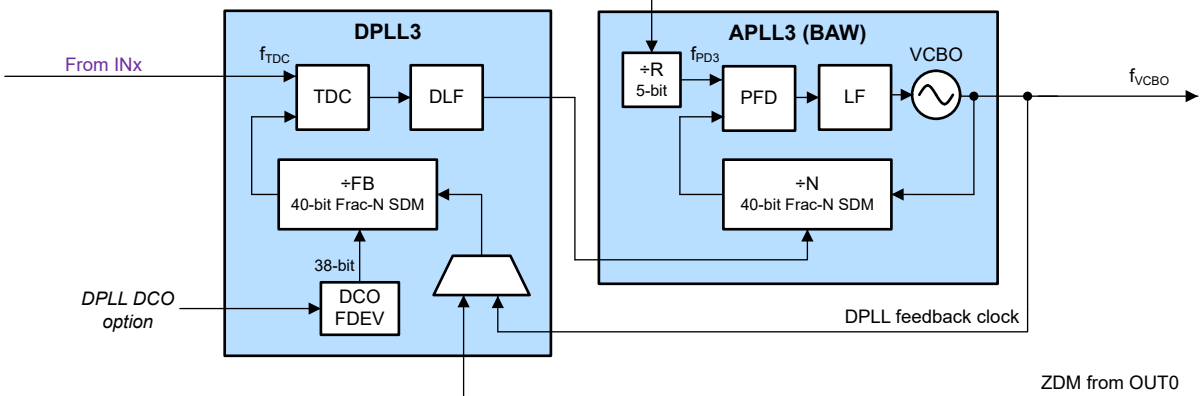 DPLL3
APLL3 (BAW)
From INx
fTDC
TDC
DLF
÷R
5-bit
fPD3
PFD
LF
VCBO
fVCBO
÷FB
40-bit Frac-N SDM
÷N
40-bit Frac-N SDM
38-bit
DPLL DCO
option
DCO
FDEV
DPLL feedback clock
ZDM from OUT0